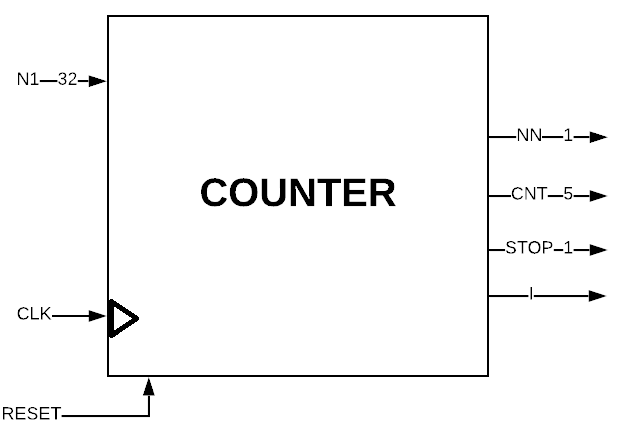 N1 32
NN 1
COUNTER
CNT 5
STOP 1
I
CLK
RESET